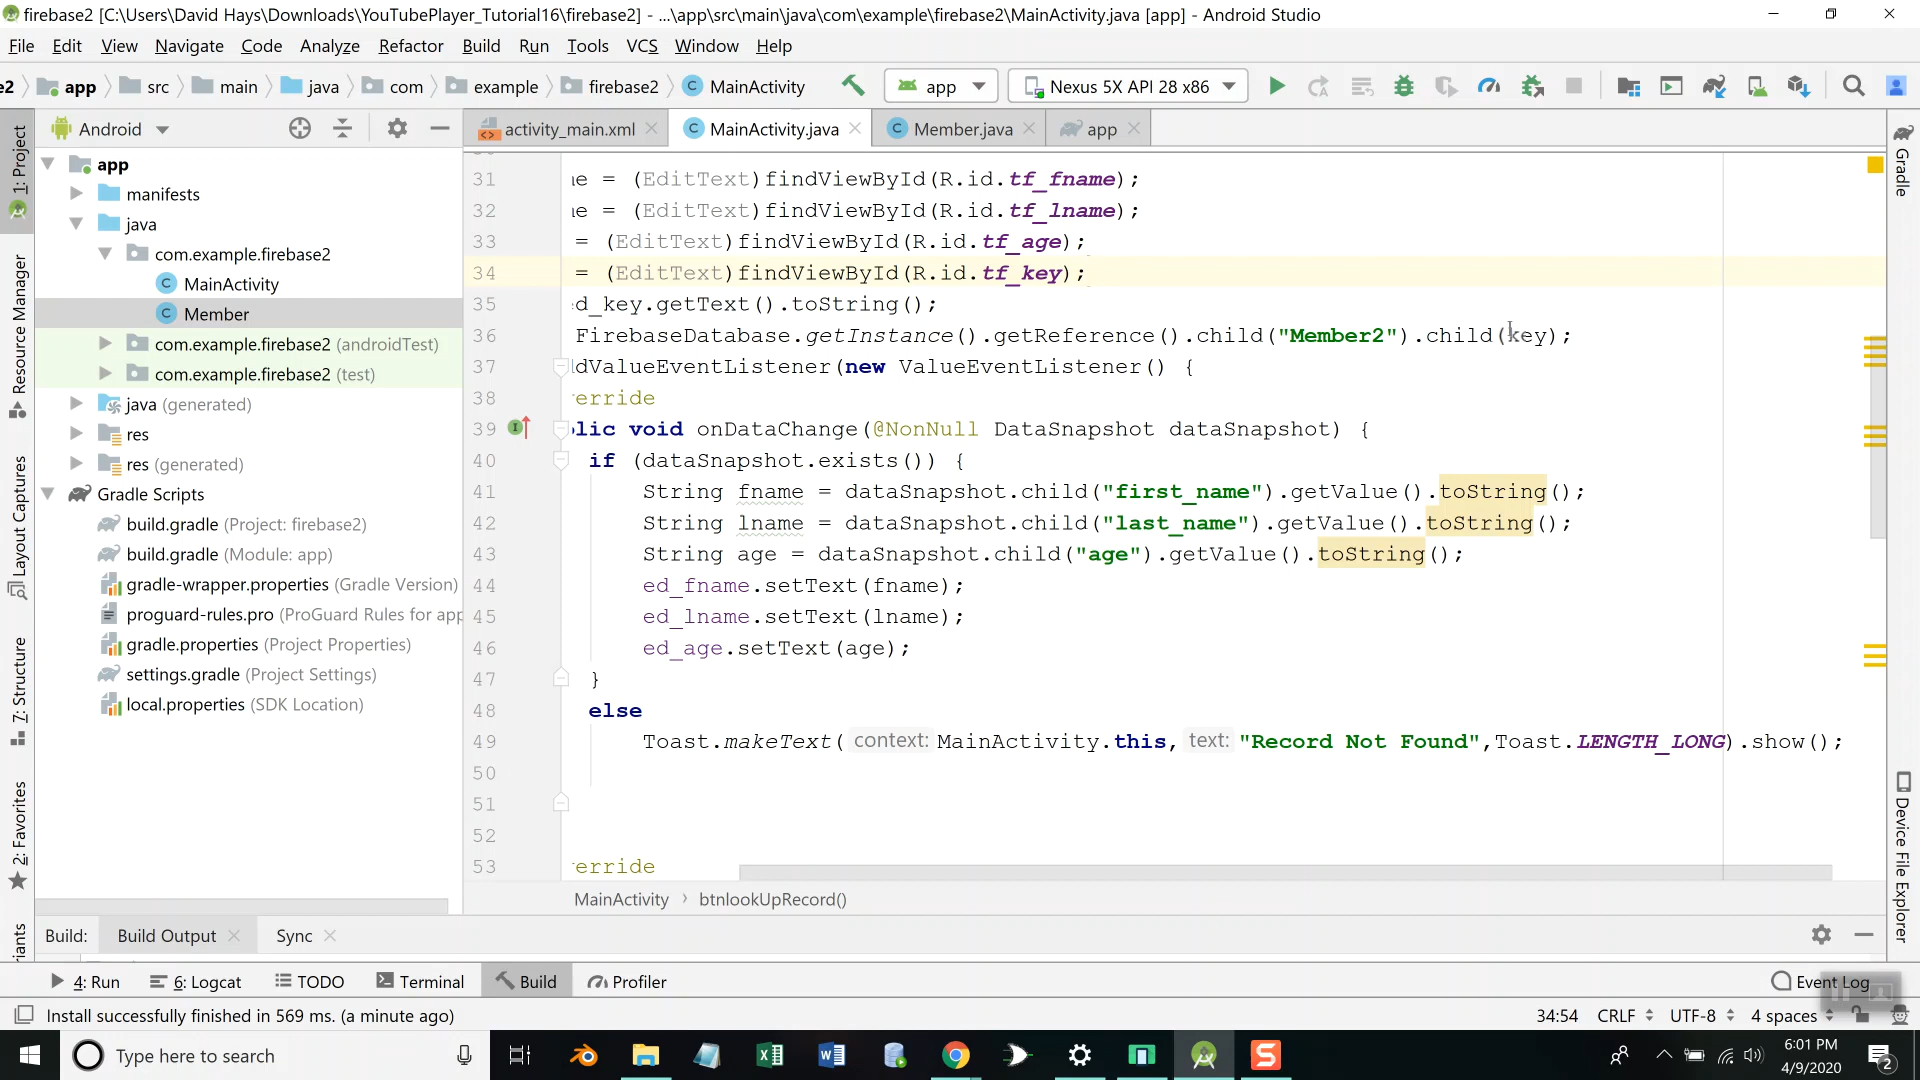 firebase2 [C:\Users\David Hays\Downloads\YouTubePlayer_Tutorial16\firebase2] - ...\app\src\main\java\com\example\firebase2\MainActivity.java [app] - Android Studio
File Edit View Navigate Code Analyze Refactor Build Run Tools VCS Window Help
e2 app src main java com example firebase2 MainActivity app Nexus 5X API 28 x86
Android
activity_main.xml MainActivity.java Member.java app
1: Project
Resource Manager
Layout Captures
7: Structure
2: Favorites
iants
app
manifests
java
com.example.firebase2
MainActivity
Member
com.example.firebase2 (androidTest)
com.example.firebase2 (test)
java (generated)
res
res (generated)
Gradle Scripts
build.gradle (Project: firebase2)
build.gradle (Module: app)
gradle-wrapper.properties (Gradle Version)
proguard-rules.pro (ProGuard Rules for app
gradle.properties (Project Properties)
settings.gradle (Project Settings)
local.properties (SDK Location)
31 ne = (EditText)findViewById(R.id.tf_fname);
32 ne = (EditText)findViewById(R.id.tf_lname);
33 = (EditText)findViewById(R.id.tf_age);
34 = (EditText)findViewById(R.id.tf_key);
35 ed_key.getText().toString();
36 FirebaseDatabase.getInstance().getReference().child("Member2").child(key);
37 ddValueEventListener(new ValueEventListener() {
38 erride
39 blic void onDataChange(@NonNull DataSnapshot dataSnapshot) {
40 if (dataSnapshot.exists()) {
41 String fname = dataSnapshot.child("first_name").getValue().toString();
42 String lname = dataSnapshot.child("last_name").getValue().toString();
43 String age = dataSnapshot.child("age").getValue().toString();
44 ed_fname.setText(fname);
45 ed_lname.setText(lname);
46 ed_age.setText(age);
47 }
48 else
49 Toast.makeText( context: MainActivity.this, text: "Record Not Found",Toast.LENGTH_LONG).show();
50
51
52
53 erride
MainActivity › btnlookUpRecord()
Gradle
Device File Explorer
Build: Build Output Sync
4: Run 6: Logcat TODO Terminal Build Profiler Event Log
Install successfully finished in 569 ms. (a minute ago) 34:54 CRLF UTF-8 4 spaces
Type here to search
6:01 PM
4/9/2020
2